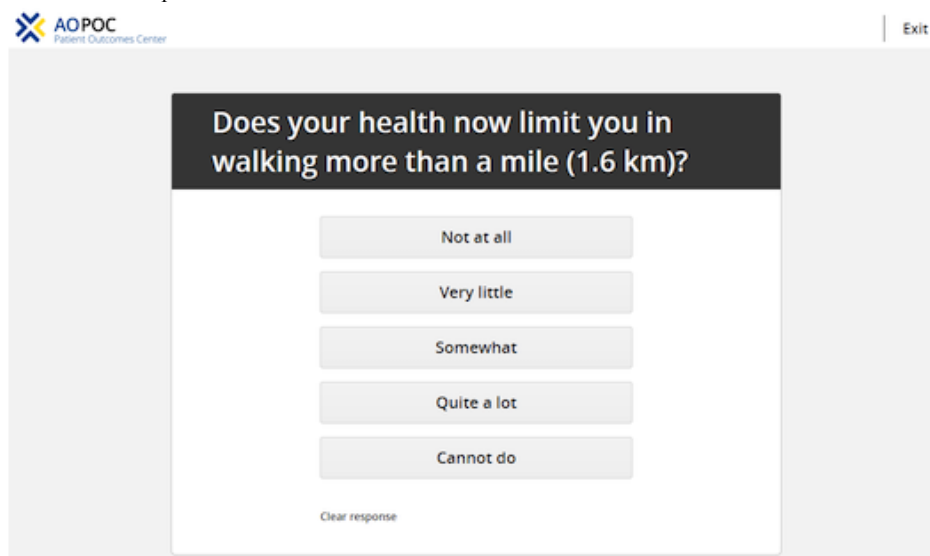 AOPOC
Patient Outcomes Center
Exit
Does your health now limit you in
walking more than a mile (1.6 km)?
Not at all
Very little
Somewhat
Quite a lot
Cannot do
Clear response